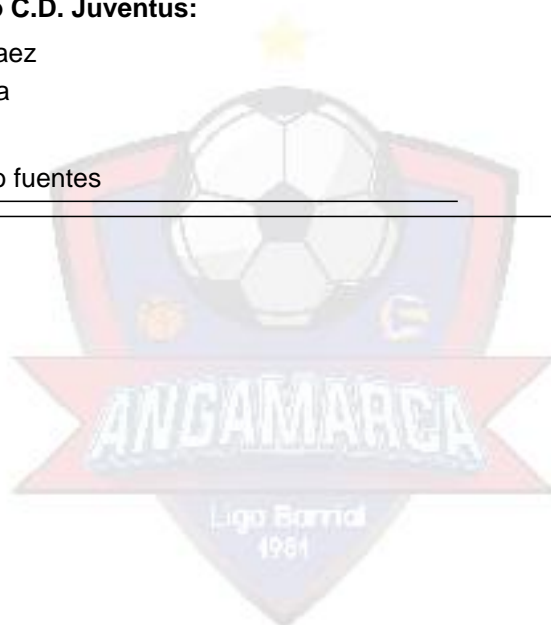 o C.D. Juventus:
aez
a
o fuentes
ANGAMARCA
Liga Barrial
1981